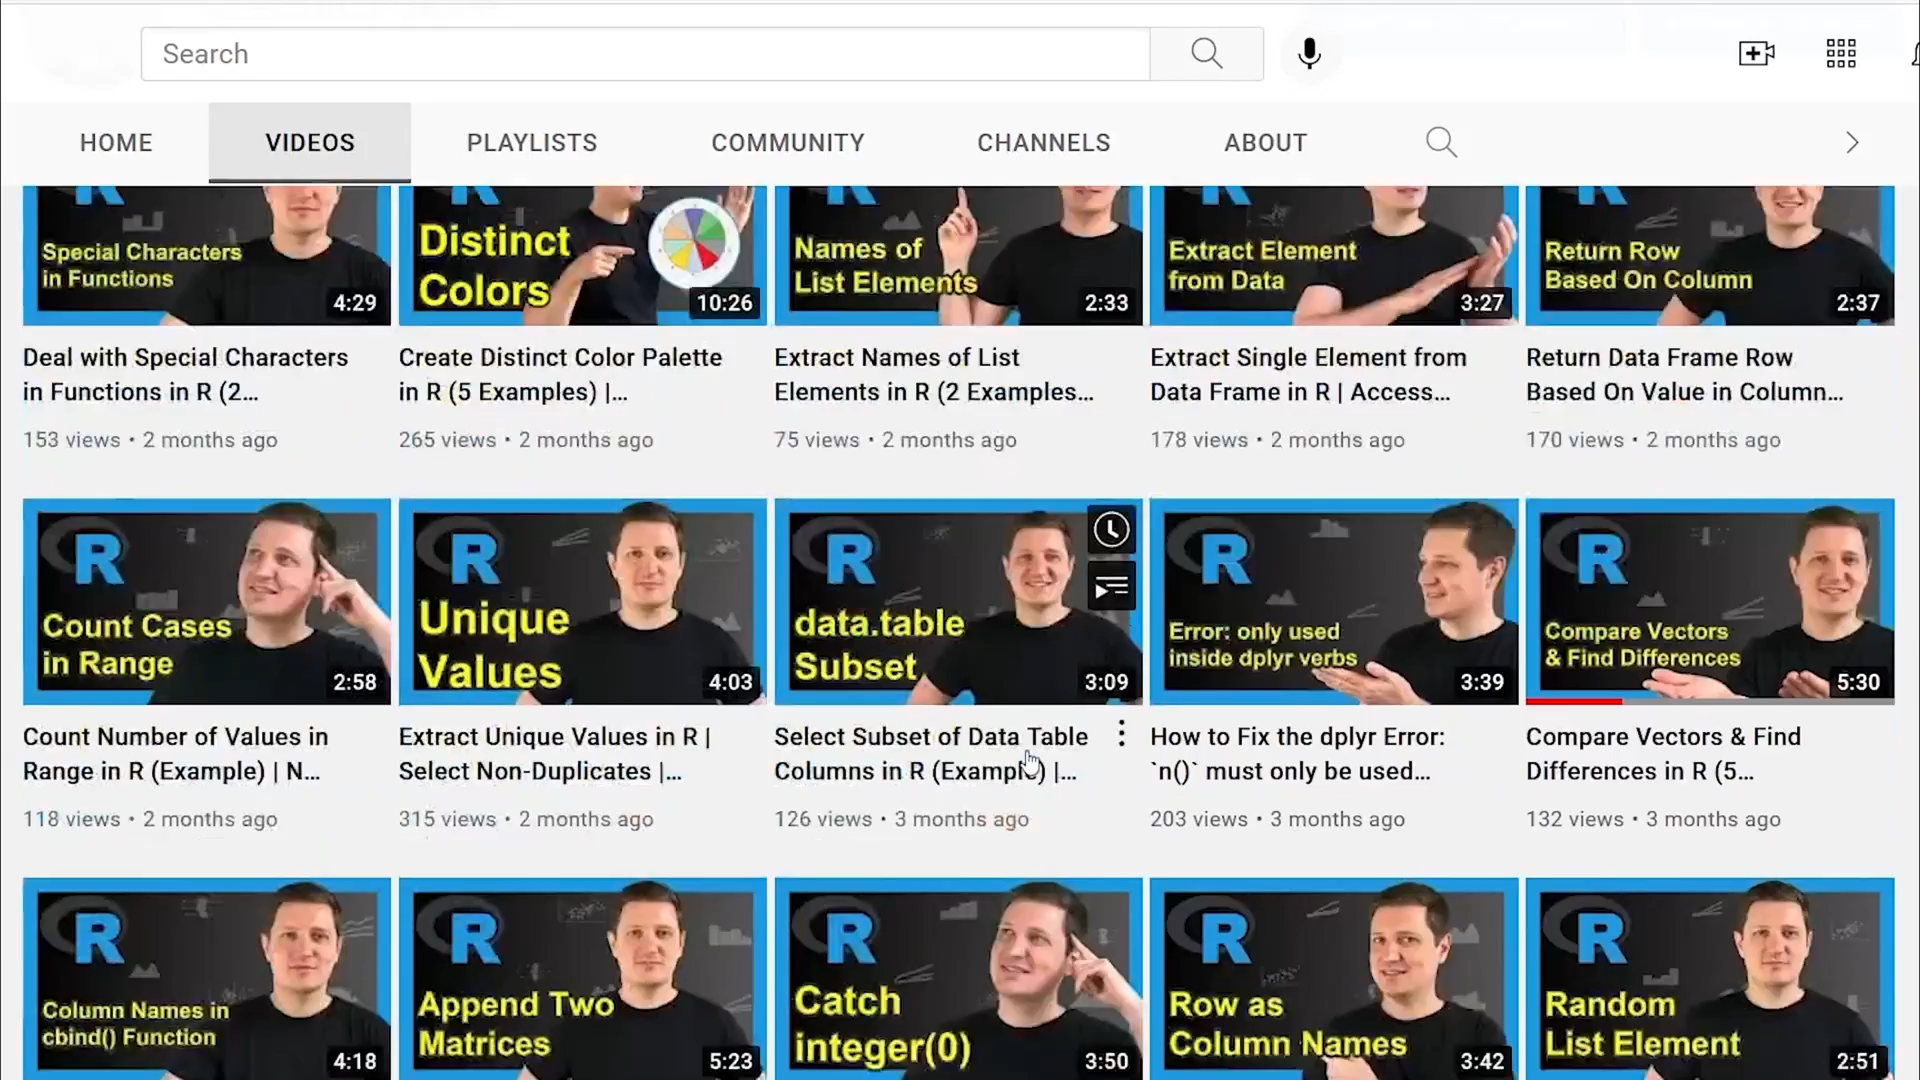 Search
HOME
VIDEOS
PLAYLISTS
COMMUNITY
CHANNELS
ABOUT
Special Characters
in Functions
4:29
Distinct
Colors
10:26
Names of
List Elements
2:33
Extract Element
from Data
3:27
Return Row
Based On Column
2:37
Deal with Special Characters
in Functions in R (2...
153 views • 2 months ago
Create Distinct Color Palette
in R (5 Examples) |...
265 views • 2 months ago
Extract Names of List
Elements in R (2 Examples...
75 views • 2 months ago
Extract Single Element from
Data Frame in R | Access...
178 views • 2 months ago
Return Data Frame Row
Based On Value in Column...
170 views • 2 months ago
R
Count Cases
in Range
2:58
R
Unique
Values
4:03
R
data.table
Subset
3:09
R
Error: only used
inside dplyr verbs
3:39
R
Compare Vectors
& Find Differences
5:30
Count Number of Values in
Range in R (Example) | N...
118 views • 2 months ago
Extract Unique Values in R |
Select Non-Duplicates |...
315 views • 2 months ago
Select Subset of Data Table
Columns in R (Example) |...
126 views • 3 months ago
How to Fix the dplyr Error:
`n()` must only be used...
203 views • 3 months ago
Compare Vectors & Find
Differences in R (5...
132 views • 3 months ago
R
Column Names in
cbind() Function
4:18
R
Append Two
Matrices
5:23
R
Catch
integer(0)
3:50
R
Row as
Column Names
3:42
R
Random
List Element
2:51